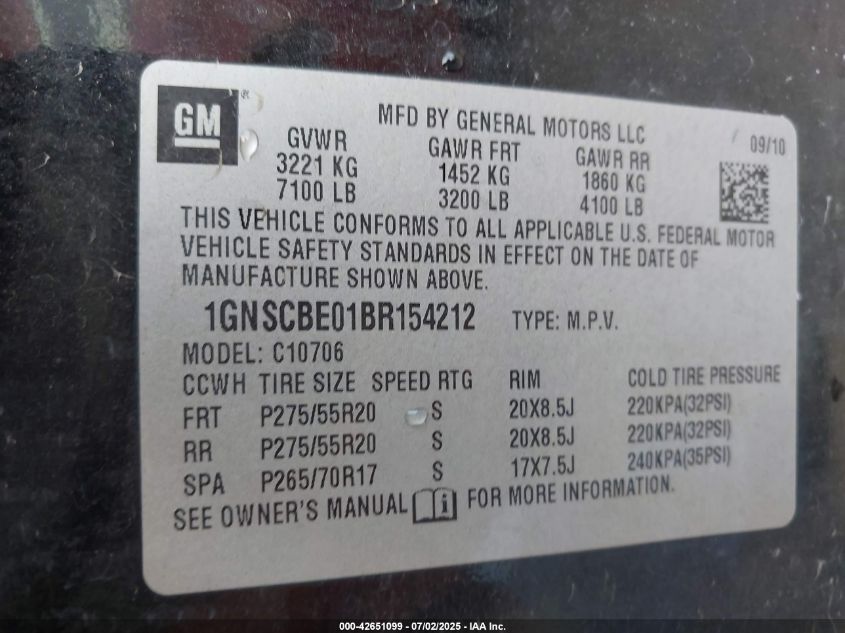 GM ®
MFD BY GENERAL MOTORS LLC
09/10
GVWR GAWR FRT GAWR RR
3221 KG 1452 KG 1860 KG
7100 LB 3200 LB 4100 LB
THIS VEHICLE CONFORMS TO ALL APPLICABLE U.S. FEDERAL MOTOR
VEHICLE SAFETY STANDARDS IN EFFECT ON THE DATE OF
MANUFACTURE SHOWN ABOVE.
1GNSCBE01BR154212 TYPE: M.P.V.
MODEL: C10706
CCWH TIRE SIZE SPEED RTG RIM COLD TIRE PRESSURE
FRT P275/55R20 S 20X8.5J 220KPA(32PSI)
RR P275/55R20 S 20X8.5J 220KPA(32PSI)
SPA P265/70R17 S 17X7.5J 240KPA(35PSI)
SEE OWNER'S MANUAL i FOR MORE INFORMATION.
000-42651099 - 07/02/2025 - IAA Inc.